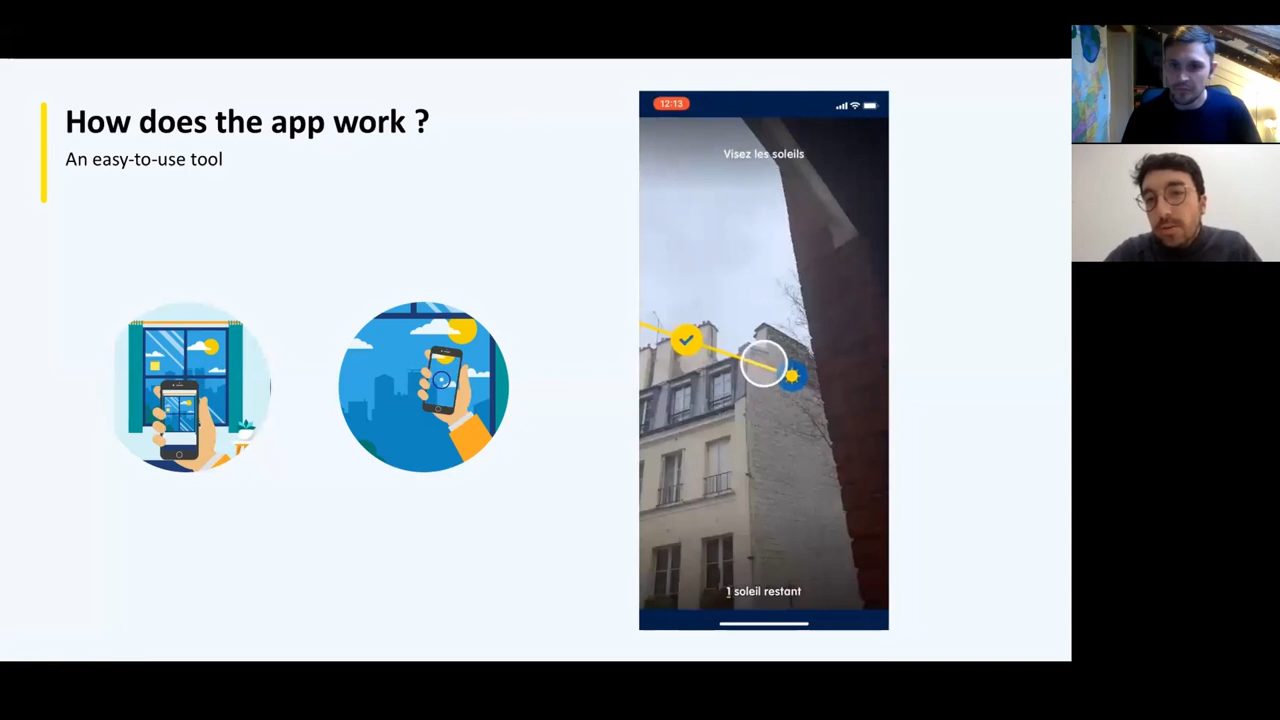 How does the app work ?
An easy-to-use tool
12:13
Visez les soleils
1 soleil restant